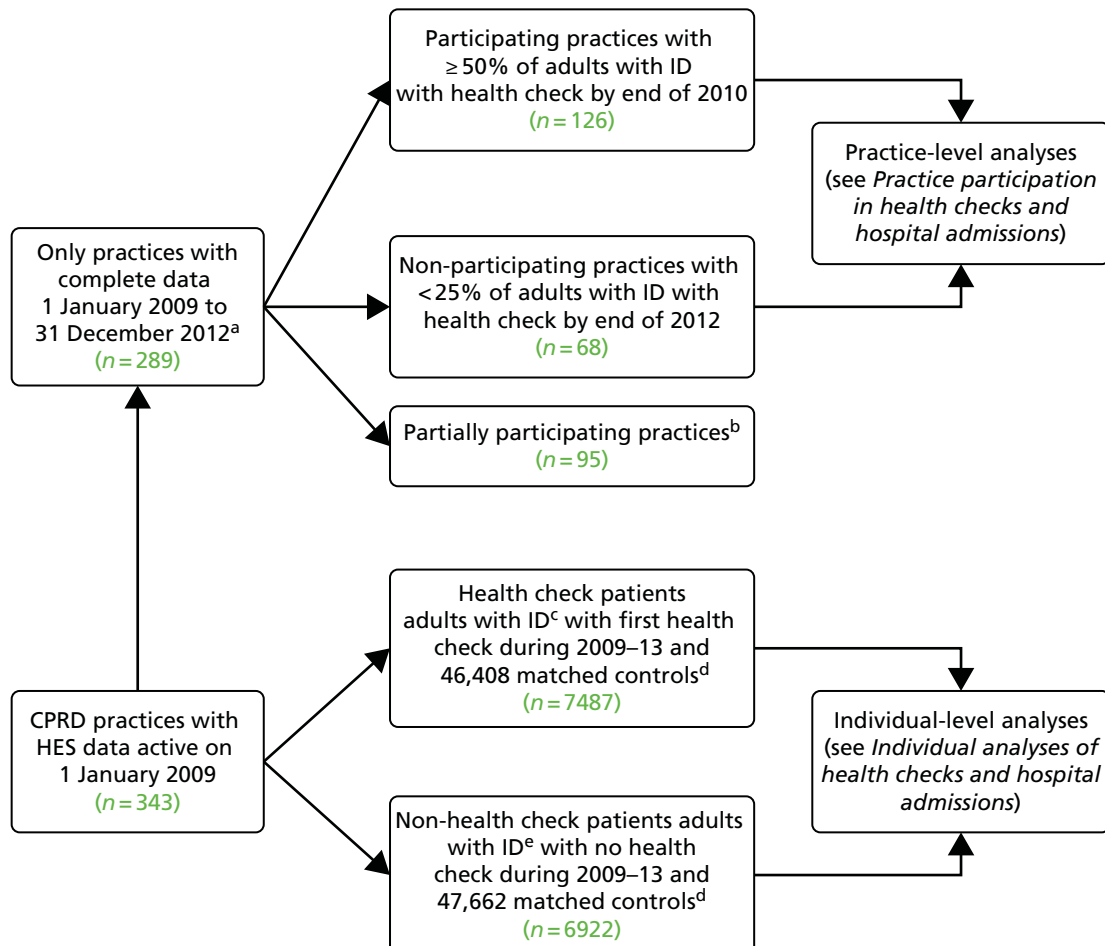 Participating practices with
≥50% of adults with ID
with health check by end of 2010
(n=126)
Practice-level analyses
(see Practice participation
in health checks and
hospital admissions)
Only practices with
complete data
1 January 2009 to
31 December 2012a
(n=289)
Non-participating practices with
<25% of adults with ID with
health check by end of 2012
(n=68)
Partially participating practicesb
(n=95)
Health check patients
adults with IDc with first health
check during 2009–13 and
46,408 matched controlsd
(n=7487)
CPRD practices with
HES data active on
1 January 2009
(n=343)
Individual-level analyses
(see Individual analyses of
health checks and hospital
admissions)
Non-health check patients adults
with IDe with no health
check during 2009–13 and
47,662 matched controlsd
(n=6922)